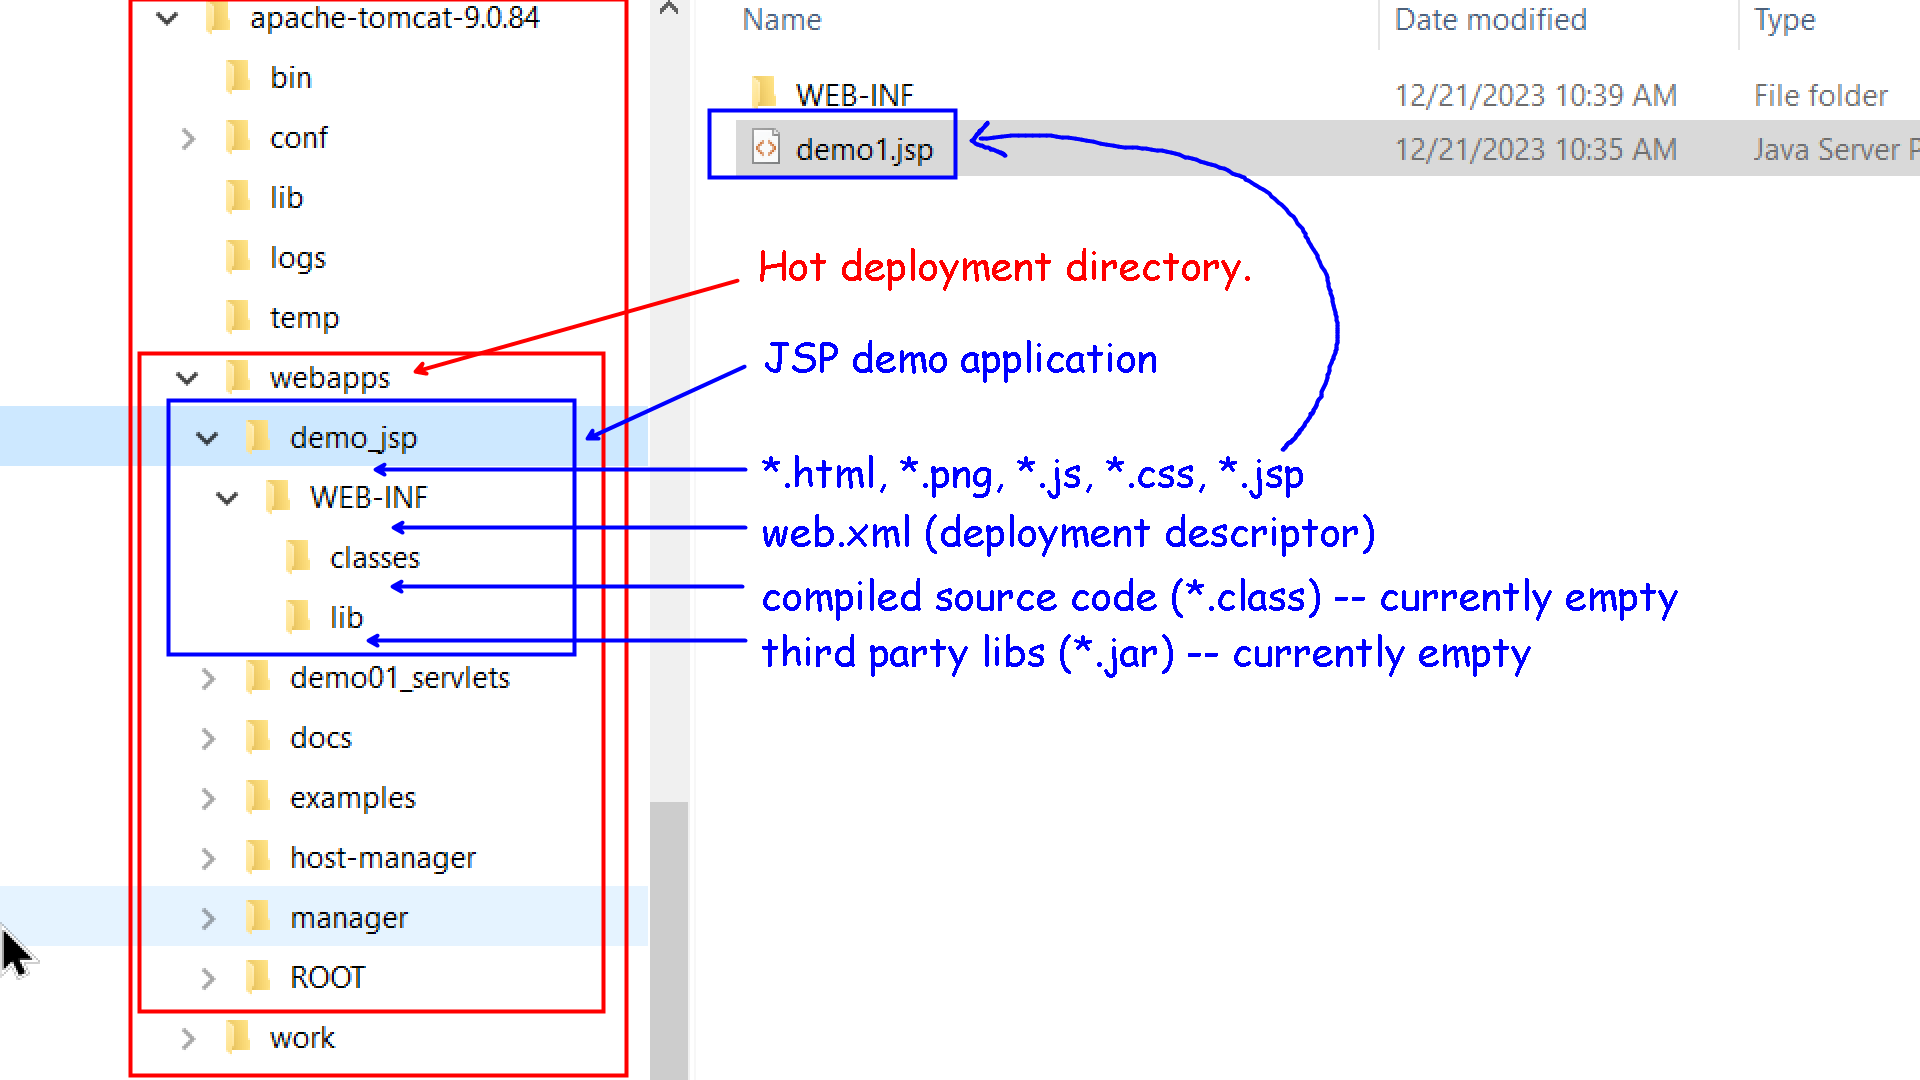 apache-tomcat-9.0.84
bin
conf
lib
logs
temp
webapps
demo_jsp
WEB-INF
classes
lib
demo01_servlets
docs
examples
host-manager
manager
ROOT
work
Name Date modified Type
WEB-INF 12/21/2023 10:39 AM File folder
demo1.jsp 12/21/2023 10:35 AM Java Server P
Hot deployment directory.
JSP demo application
*.html, *.png, *.js, *.css, *.jsp
web.xml (deployment descriptor)
compiled source code (*.class) -- currently empty
third party libs (*.jar) -- currently empty